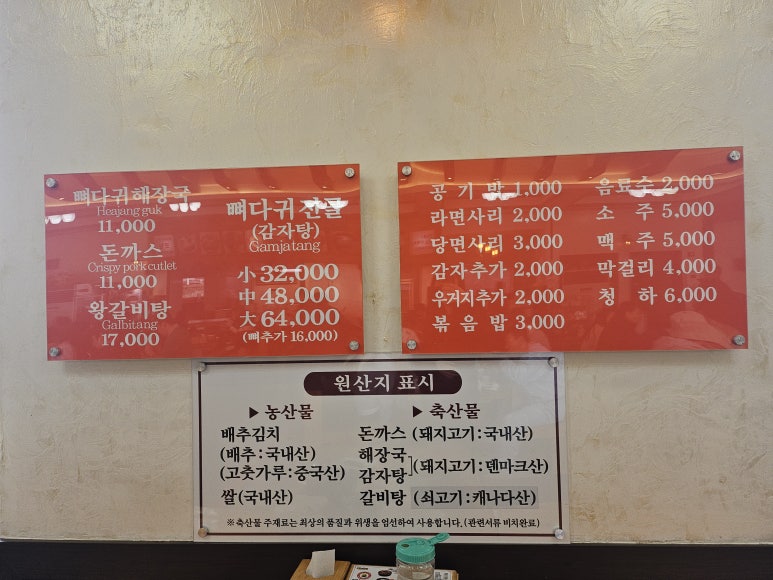 뼈다귀해장국
Heajang guk
11,000
돈까스
Crispy pork cutlet
11,000
왕갈비탕
Galbitang
17,000
뼈다귀전골
(감자탕)
Gamjatang
小 32,000
中 48,000
大 64,000
(뼈추가 16,000)
공기밥 1,000
라면사리 2,000
당면사리 3,000
감자추가 2,000
우거지추가 2,000
볶음밥 3,000
음료수 2,000
소주 5,000
맥주 5,000
막걸리 4,000
청하 6,000
원산지 표시
▶ 농산물
배추김치
(배추:국내산)
(고춧가루:중국산)
쌀(국내산)
▶ 축산물
돈까스 (돼지고기:국내산)
해장국
감자탕 (돼지고기:덴마크산)
갈비탕 (쇠고기:캐나다산)
※축산물 주재료는 최상의 품질과 위생을 엄선하여 사용합니다.(관련서류 비치완료)